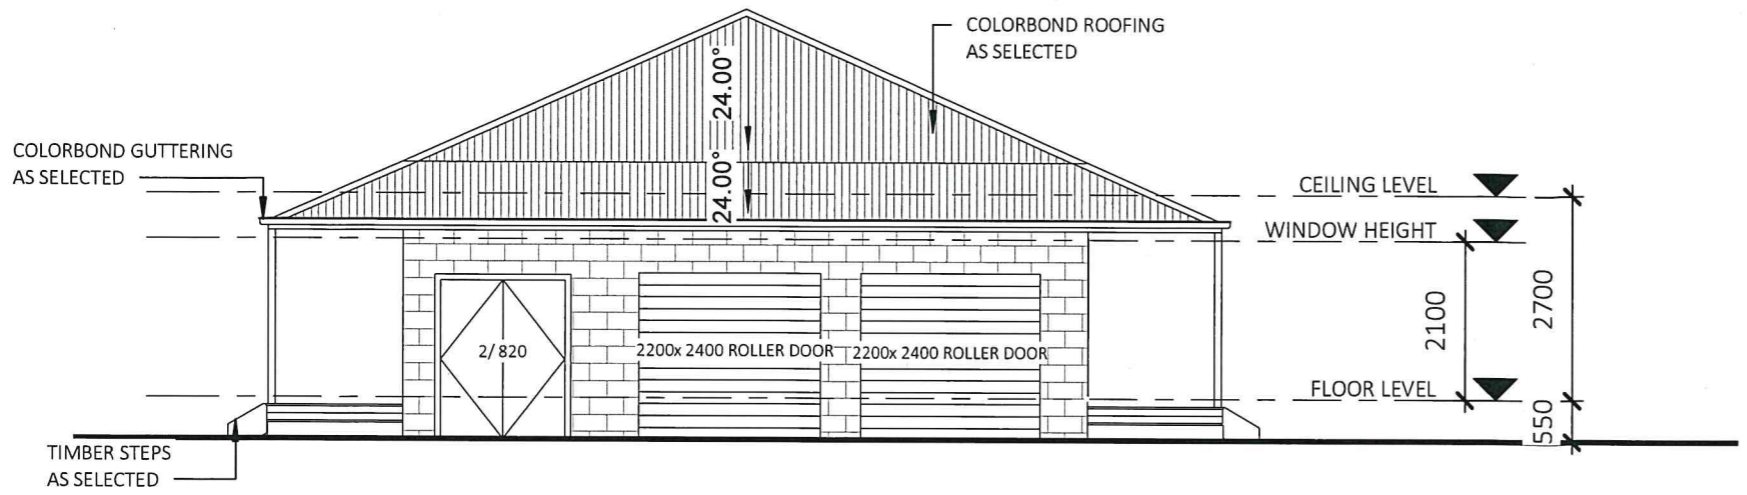 COLORBOND ROOFING
AS SELECTED
24.00°
COLORBOND GUTTERING
AS SELECTED
24.00°
CEILING LEVEL
WINDOW HEIGHT
2/ 820
2200x 2400 ROLLER DOOR
2200x 2400 ROLLER DOOR
2100
2700
FLOOR LEVEL
550
TIMBER STEPS
AS SELECTED